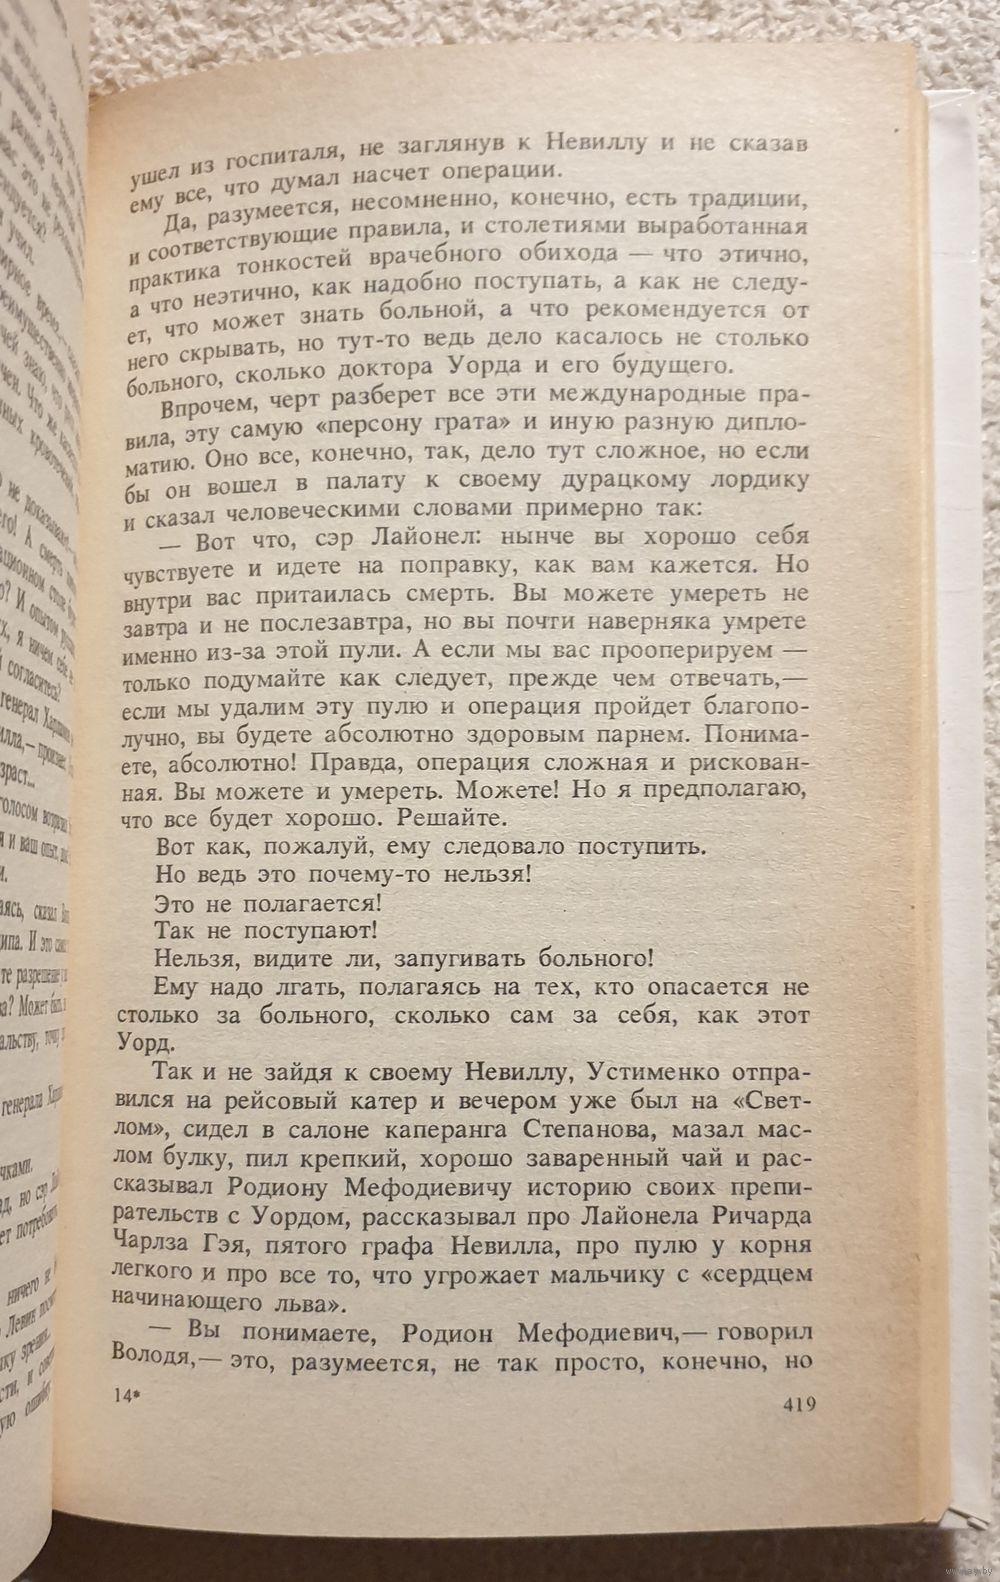 ушел из госпиталя, не заглянув к Невиллу и не сказав
ему все, что думал насчет операции.
Да, разумеется, несомненно, конечно, есть традиции,
и соответствующие правила, и столетиями выработанная
практика тонкостей врачебного обихода — что этично,
а что неэтично, как надобно поступать, а как не следу-
ет, что может знать больной, а что рекомендуется от
него скрывать, но тут-то ведь дело касалось не столько
больного, сколько доктора Уорда и его будущего.
Впрочем, черт разберет все эти международные пра-
вила, эту самую «персону грата» и иную разную дипло-
матию. Оно все, конечно, так, дело тут сложное, но если
бы он вошел в палату к своему дурацкому лордику
и сказал человеческими словами примерно так:
— Вот что, сэр Лайонел: нынче вы хорошо себя
чувствуете и идете на поправку, как вам кажется. Но
внутри вас притаилась смерть. Вы можете умереть не
завтра и не послезавтра, но вы почти наверняка умрете
именно из-за этой пули. А если мы вас прооперируем —
только подумайте как следует, прежде чем отвечать,—
если мы удалим эту пулю и операция пройдет благопо-
лучно, вы будете абсолютно здоровым парнем. Понима-
ете, абсолютно! Правда, операция сложная и рискован-
ная. Вы можете и умереть. Можете! Но я предполагаю,
что все будет хорошо. Решайте.
Вот как, пожалуй, ему следовало поступить.
Но ведь это почему-то нельзя!
Это не полагается!
Так не поступают!
Нельзя, видите ли, запугивать больного!
Ему надо лгать, полагаясь на тех, кто опасается не
столько за больного, сколько сам за себя, как этот
Уорд.
Так и не зайдя к своему Невиллу, Устименко отпра-
вился на рейсовый катер и вечером уже был на «Свет-
лом», сидел в салоне каперанга Степанова, мазал мас-
лом булку, пил крепкий, хорошо заваренный чай и рас-
сказывал Родиону Мефодиевичу историю своих препи-
рательств с Уордом, рассказывал про Лайонела Ричарда
Чарлза Гэя, пятого графа Невилла, про пулю у корня
легкого и про все то, что угрожает мальчику с «сердцем
начинающего льва».
— Вы понимаете, Родион Мефодиевич,— говорил
Володя,— это, разумеется, не так просто, конечно, но
14*
419